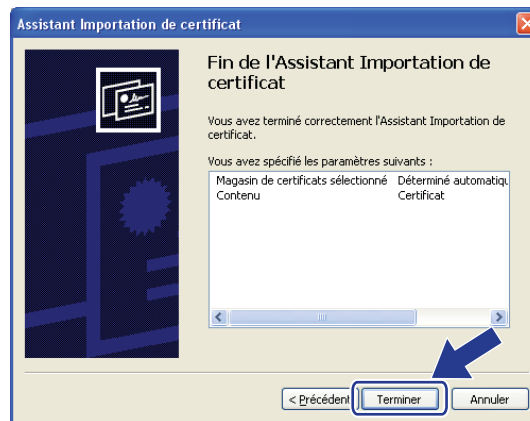 Assistant Importation de certificat
Fin de l'Assistant Importation de
certificat
Vous avez terminé correctement l'Assistant Importation de
certificat.
Vous avez spécifié les paramètres suivants :
Magasin de certificats sélectionné Déterminé automatiqu
Contenu Certificat
< Précédent Terminer Annuler